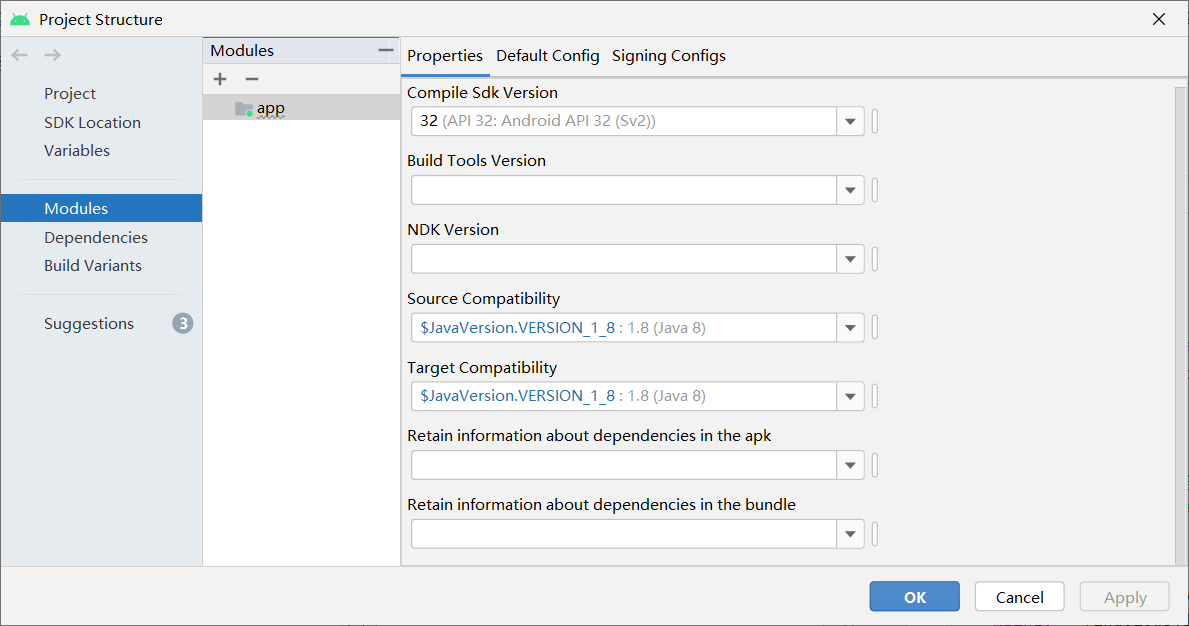 Project Structure
Project
SDK Location
Variables
Modules
Dependencies
Build Variants
Suggestions 3
Modules
app
Properties Default Config Signing Configs
Compile Sdk Version
32 (API 32: Android API 32 (Sv2))
Build Tools Version
NDK Version
Source Compatibility
$JavaVersion.VERSION_1_8 : 1.8 (Java 8)
Target Compatibility
$JavaVersion.VERSION_1_8 : 1.8 (Java 8)
Retain information about dependencies in the apk
Retain information about dependencies in the bundle
OK Cancel Apply